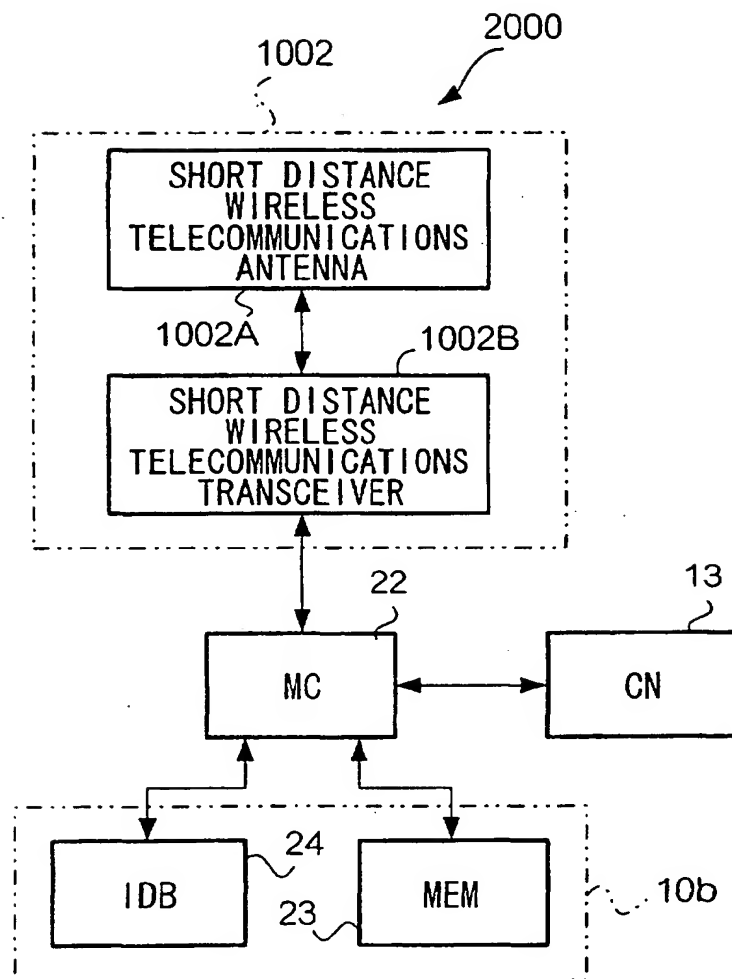 2000
1002
SHORT DISTANCE
WIRELESS
TELECOMMUNICATIONS
ANTENNA
1002A
1002B
SHORT DISTANCE
WIRELESS
TELECOMMUNICATIONS
TRANSCEIVER
22
13
MC
CN
24
IDB
23
MEM
10b